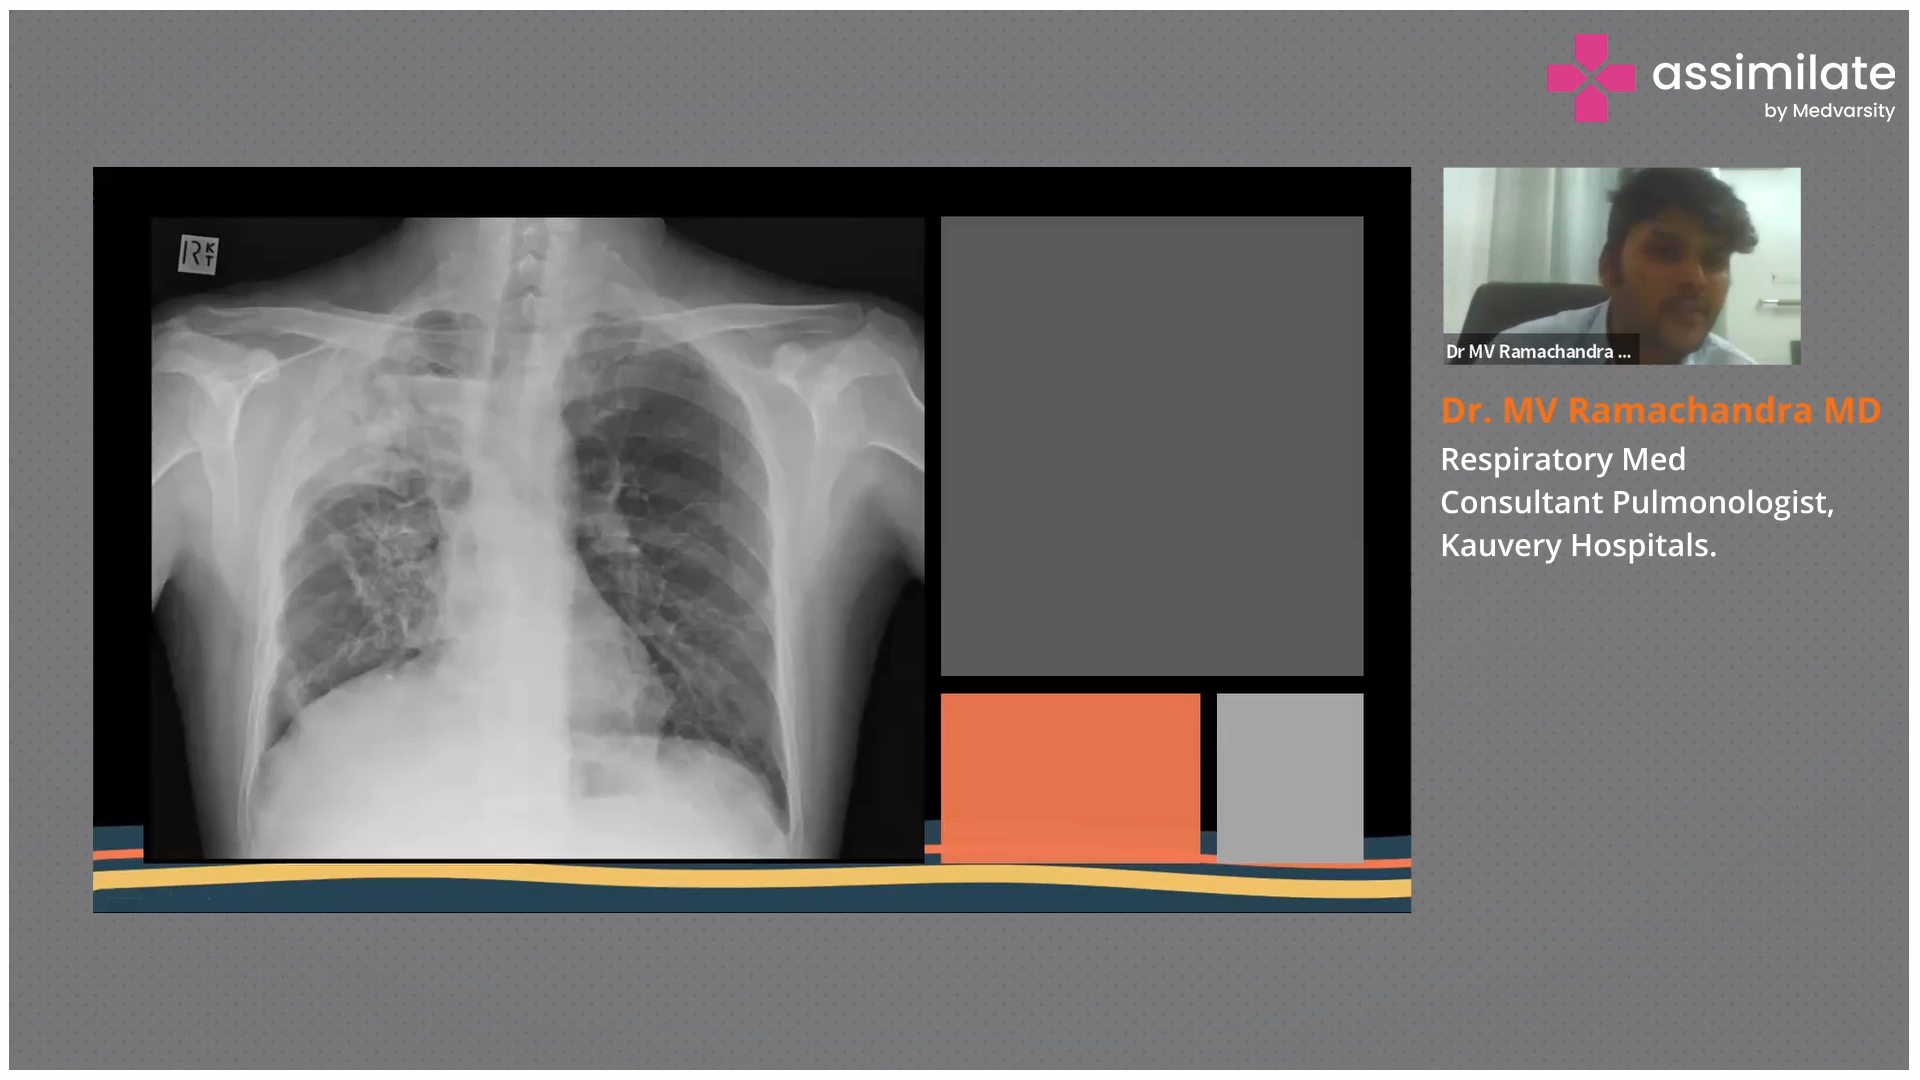 R K
T
assimilate
by Medvarsity
Dr MV Ramachandra ...
Dr. MV Ramachandra MD
Respiratory Med
Consultant Pulmonologist,
Kauvery Hospitals.